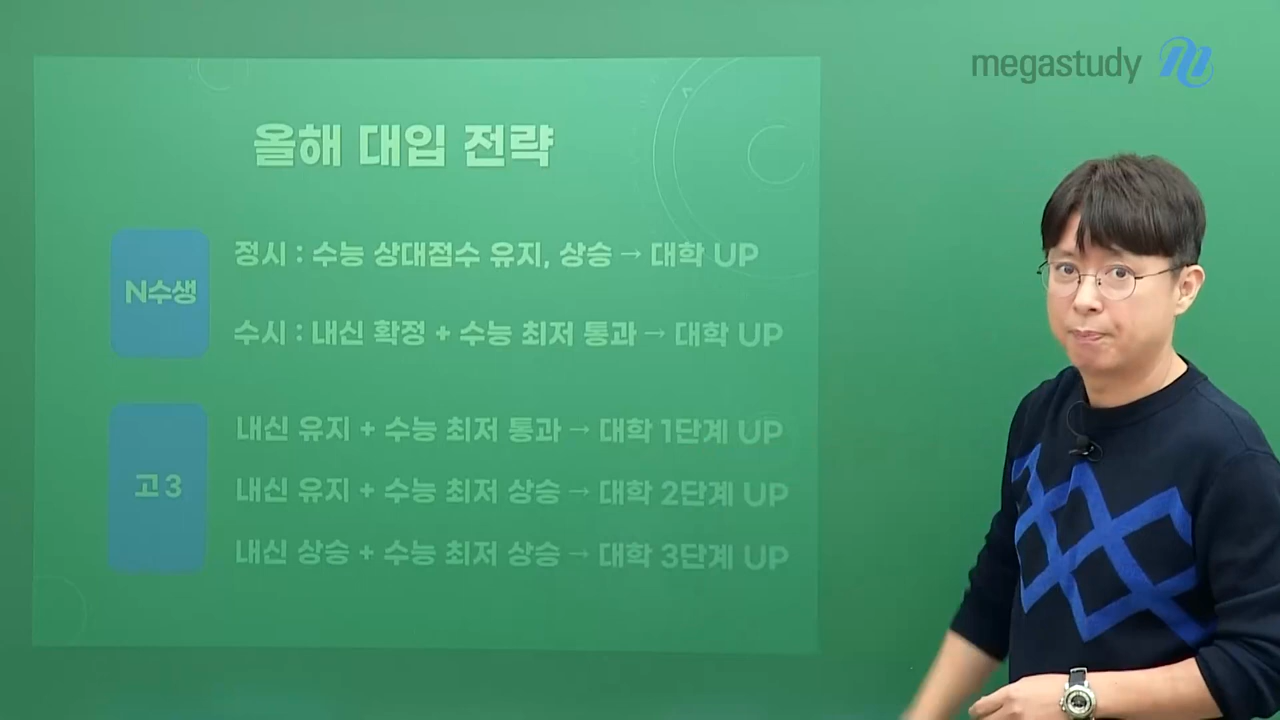 megastudy
올해 대입 전략
N수생
정시 : 수능 상대점수 유지, 상승 → 대학 UP
수시 : 내신 확정 + 수능 최저 통과 → 대학 UP
고3
내신 유지 + 수능 최저 통과 → 대학 1단계 UP
내신 유지 + 수능 최저 상승 → 대학 2단계 UP
내신 상승 + 수능 최저 상승 → 대학 3단계 UP